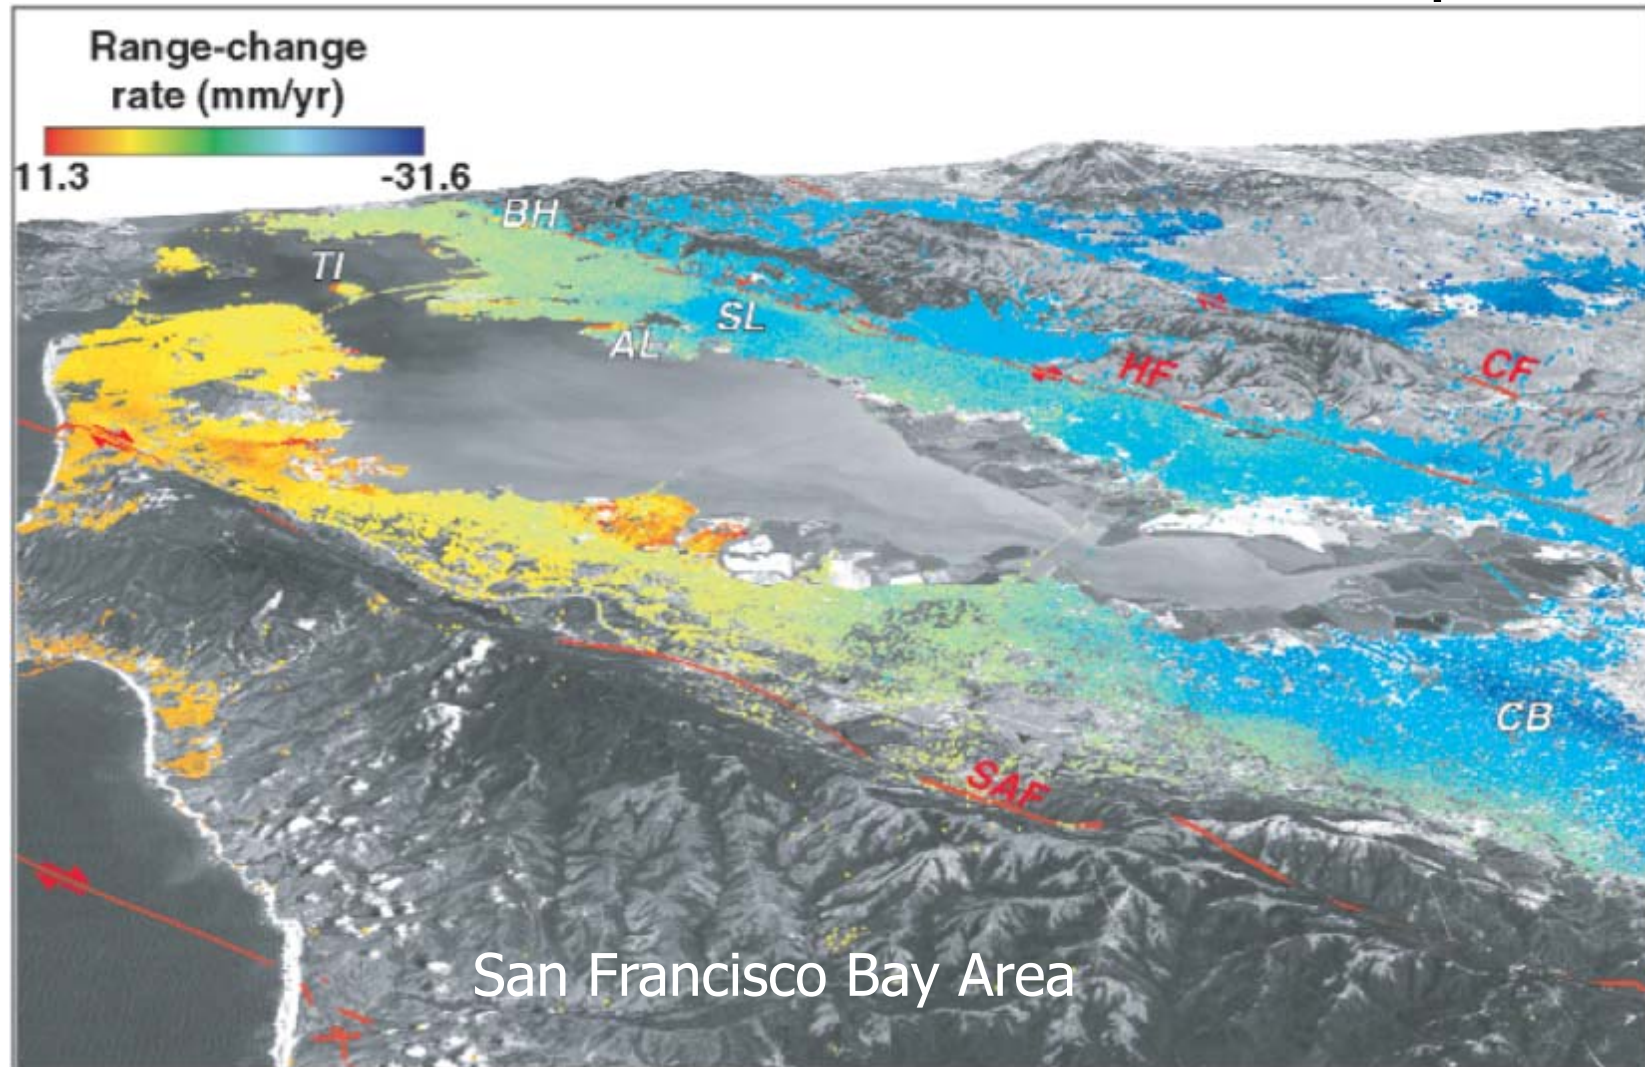 Range-change
rate (mm/yr)
11.3
-31.6
BH
TI
SL
AL
HF
CF
CB
SAF
San Francisco Bay Area